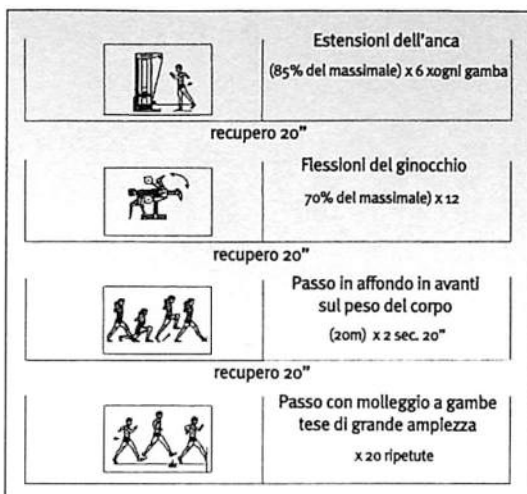 Estensioni dell'anca
(85% del massimale) x 6 xogni gamba
recupero 20"
Flessioni del ginocchio
70% del massimale) x 12
recupero 20"
Passo in affondo in avanti
sul peso del corpo
(20m) x 2 sec. 20"
recupero 20"
Passo con molleggio a gambe
tese di grande ampiezza
x 20 ripetute